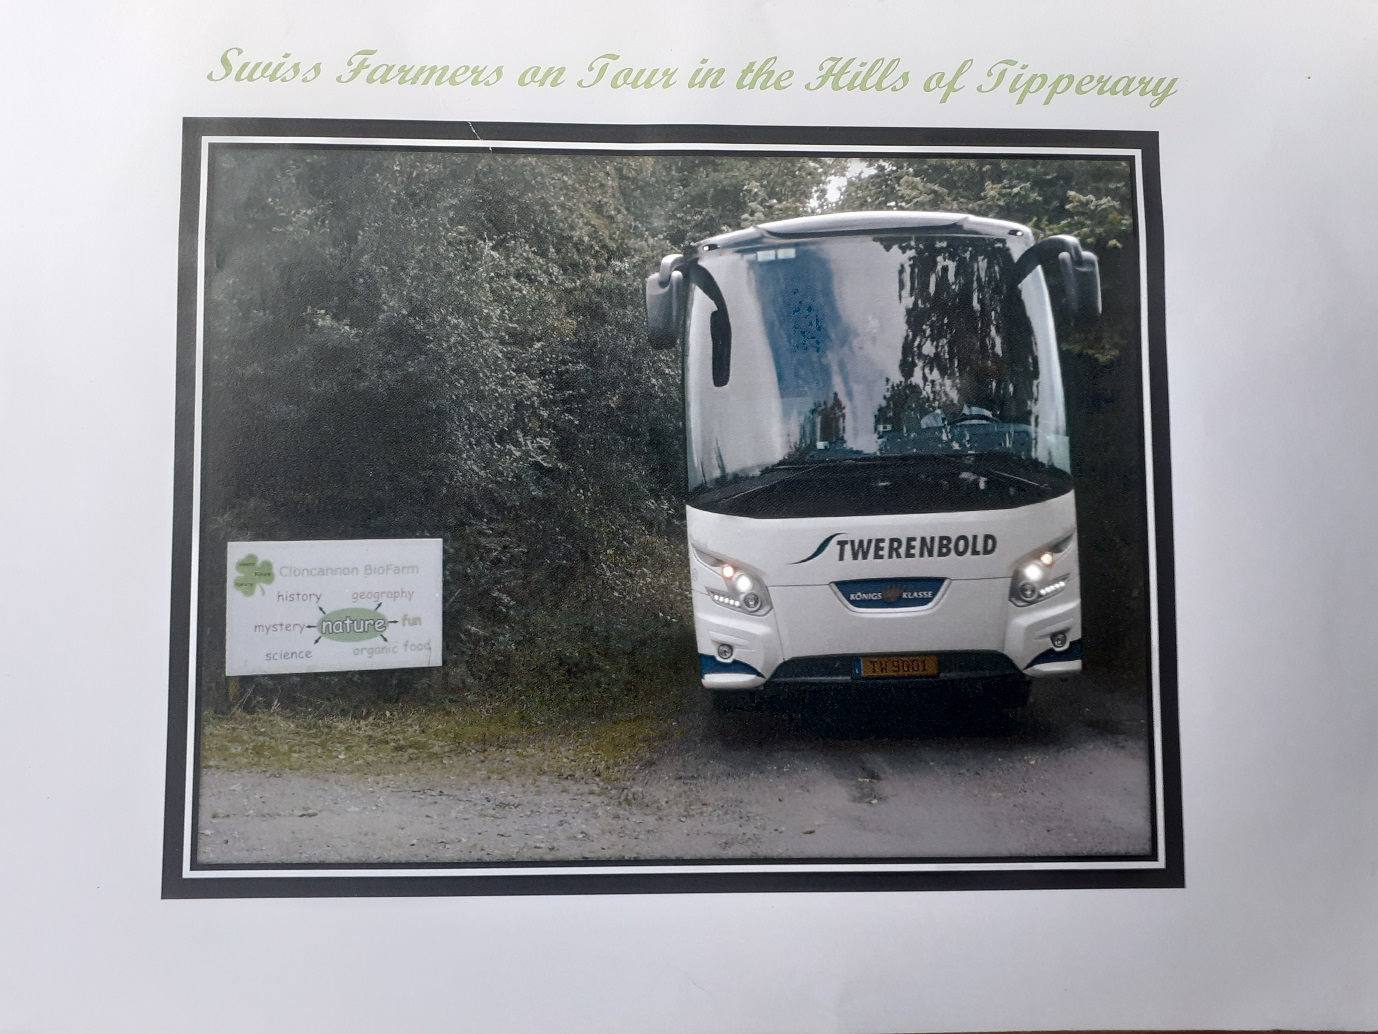 Swiss Farmers on Tour in the Hills of Tipperary
TWERENBOLD
KÖNIGS KLASSE
TW 9001
Cloncannon BioFarm
history geography
mystery nature fun
science organic food